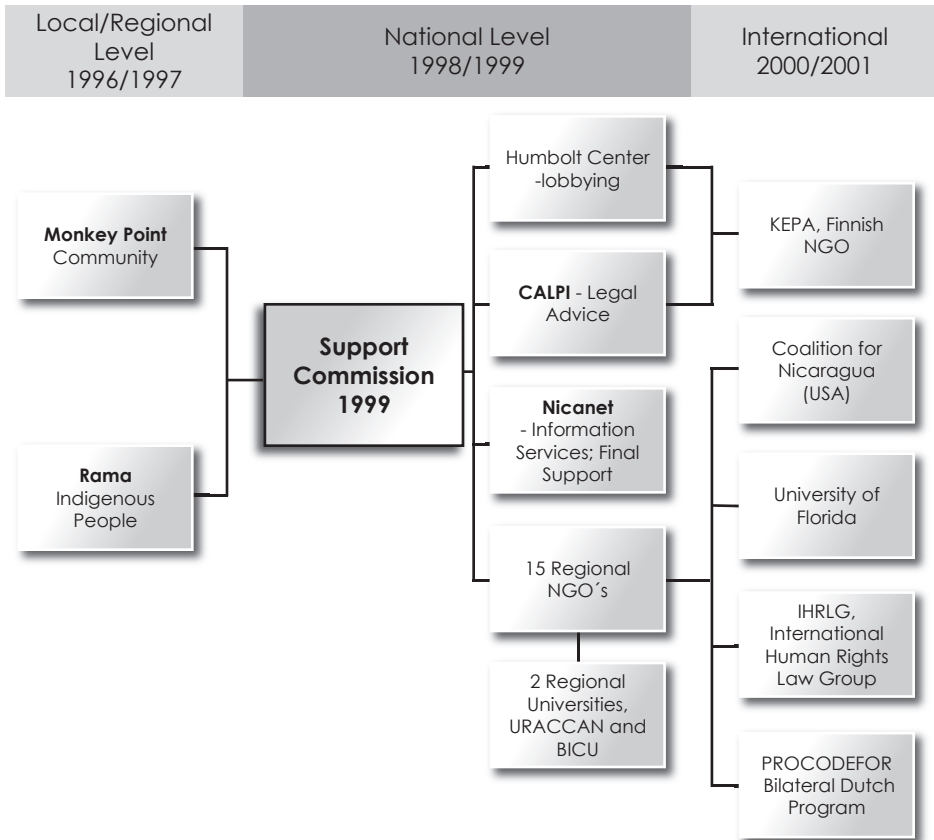 Local/Regional
Level
1996/1997
National Level
1998/1999
International
2000/2001
Monkey Point
Community
Rama
Indigenous
People
Support
Commission
1999
Humbolt Center
-lobbying
CALPI - Legal
Advice
Nicanet
- Information
Services; Final
Support
15 Regional
NGO´s
2 Regional
Universities,
URACCAN and
BICU
KEPA, Finnish
NGO
Coalition for
Nicaragua
(USA)
University of
Florida
IHRLG,
International
Human Rights
Law Group
PROCODEFOR
Bilateral Dutch
Program